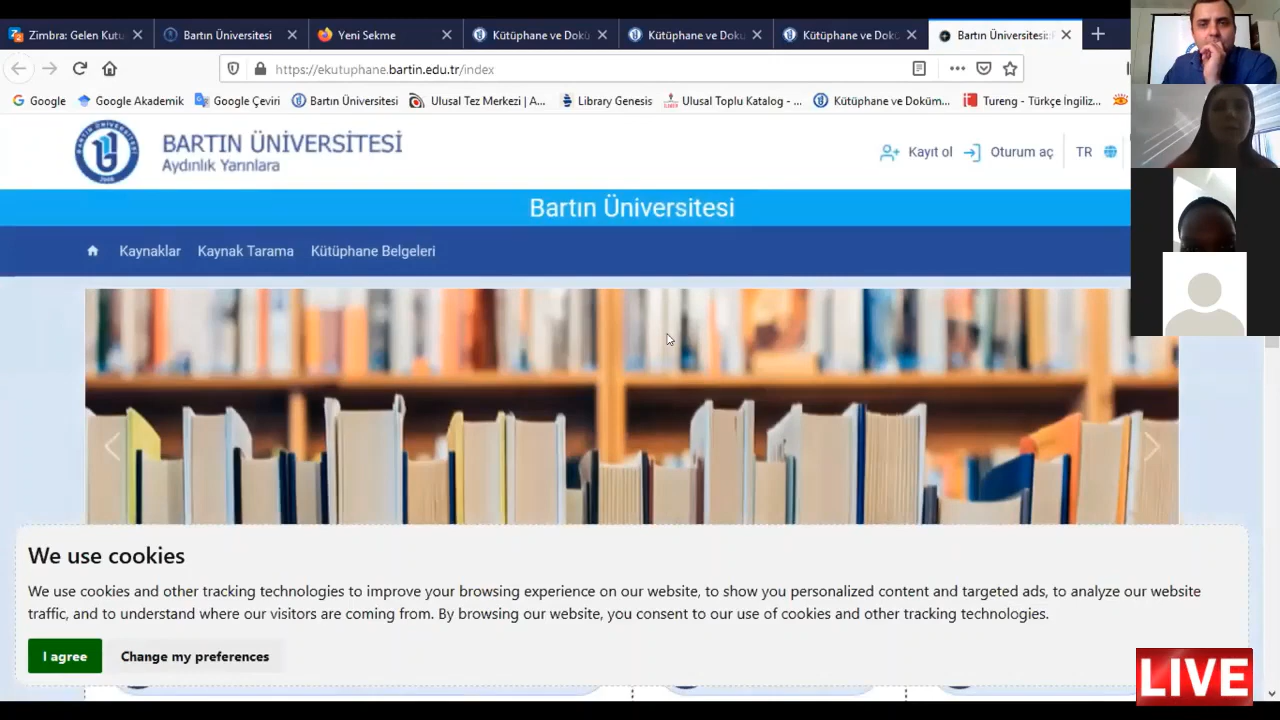 Zimbra: Gelen Kutu
Bartın Üniversitesi
Yeni Sekme
Kütüphane ve Dokü
Kütüphane ve Dokü
Kütüphane ve Dokü
Bartın Üniversitesi:
https://ekutuphane.bartin.edu.tr/index
Google
Google Akademik
Google Çeviri
Bartın Üniversitesi
Ulusal Tez Merkezi | A...
Library Genesis
Ulusal Toplu Katalog - ...
Kütüphane ve Doküm...
Tureng - Türkçe İngiliz...
BARTIN ÜNİVERSİTESİ
Aydınlık Yarınlara
Kayıt ol
Oturum aç
TR
Bartın Üniversitesi
Kaynaklar
Kaynak Tarama
Kütüphane Belgeleri
We use cookies
We use cookies and other tracking technologies to improve your browsing experience on our website, to show you personalized content and targeted ads, to analyze our website
traffic, and to understand where our visitors are coming from. By browsing our website, you consent to our use of cookies and other tracking technologies.
I agree
Change my preferences
LIVE